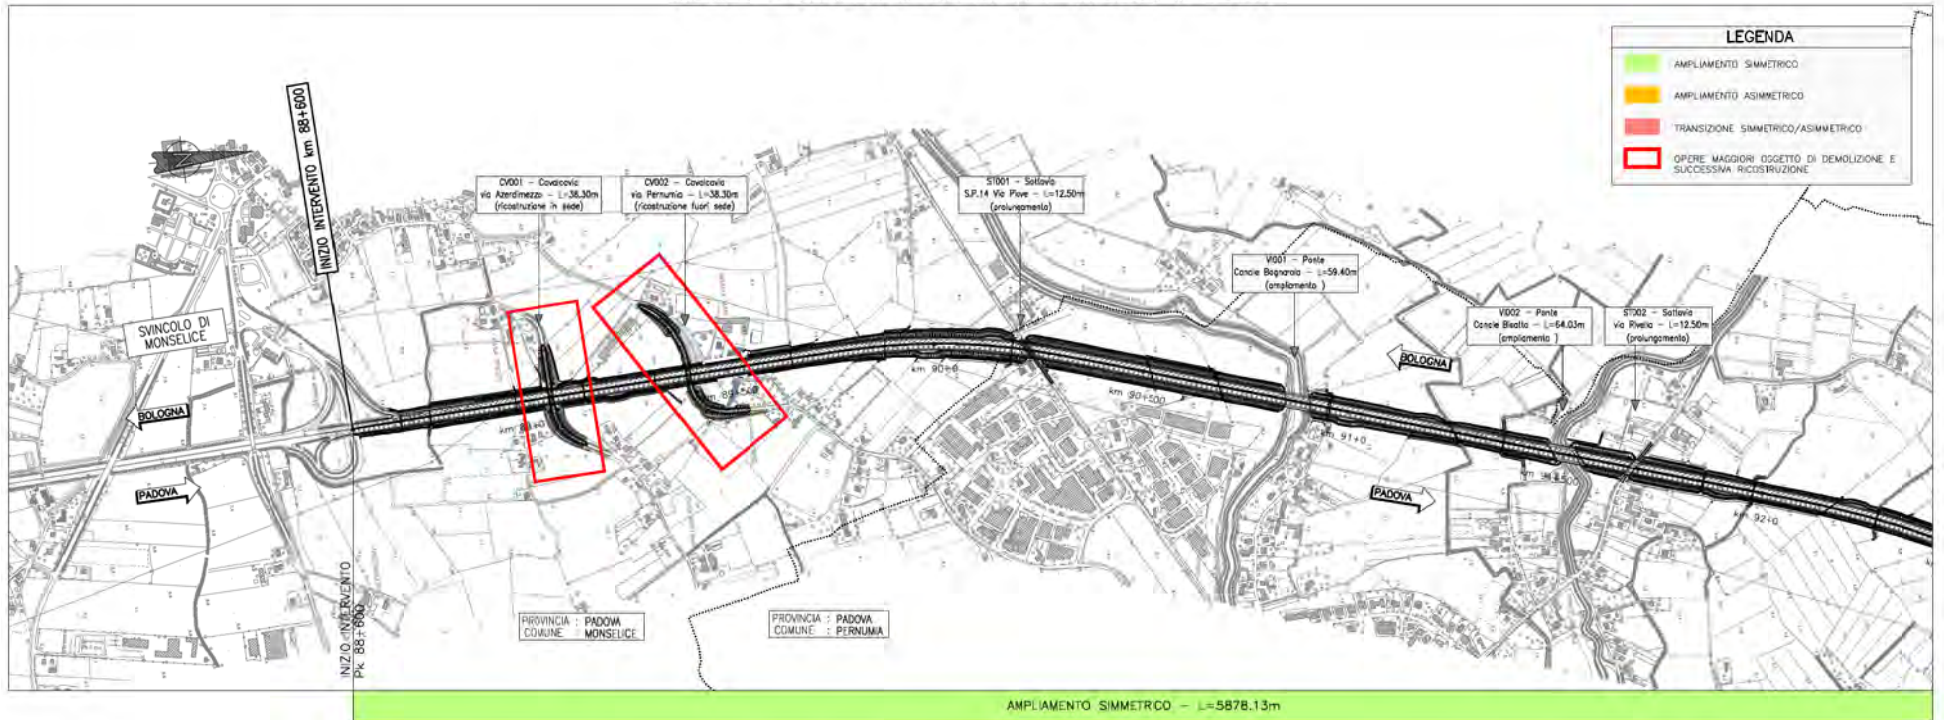 LEGENDA
AMPLIAMENTO SIMMETRICO
AMPLIAMENTO ASIMMETRICO
TRANSIZIONE SIMMETRICO/ASIMMETRICO
OPERE MAGGIORI OGGETTO DI DEMOLIZIONE E
SUCCESSIVA RICOSTRUZIONE
INIZIO INTERVENTO km 88+600
CV001 - Cavalcavia
via Azerdimezzo - L=38.30m
(ricostruzione in sede)
CV002 - Cavalcavia
via Pernumia - L=38.30m
(ricostruzione fuori sede)
ST001 - Sottovia
S.P.14 Via Piove - L=12.50m
(prolungamento)
VI001 - Ponte
Canale Bagnarolo - L=59.40m
(ampliamento )
VI002 - Ponte
Canale Bisatto - L=64.03m
(ampliamento )
ST002 - Sottovia
via Rivella - L=12.50m
(prolungamento)
SVINCOLO DI
MONSELICE
BOLOGNA
PADOVA
BOLOGNA
PADOVA
km 90+0
km 90+500
km 91+0
km 92+0
INIZIO INTERVENTO
Pk. 88+600
PROVINCIA : PADOVA
COMUNE : MONSELICE
PROVINCIA : PADOVA
COMUNE : PERNUMIA
AMPLIAMENTO SIMMETRICO - L=5878.13m